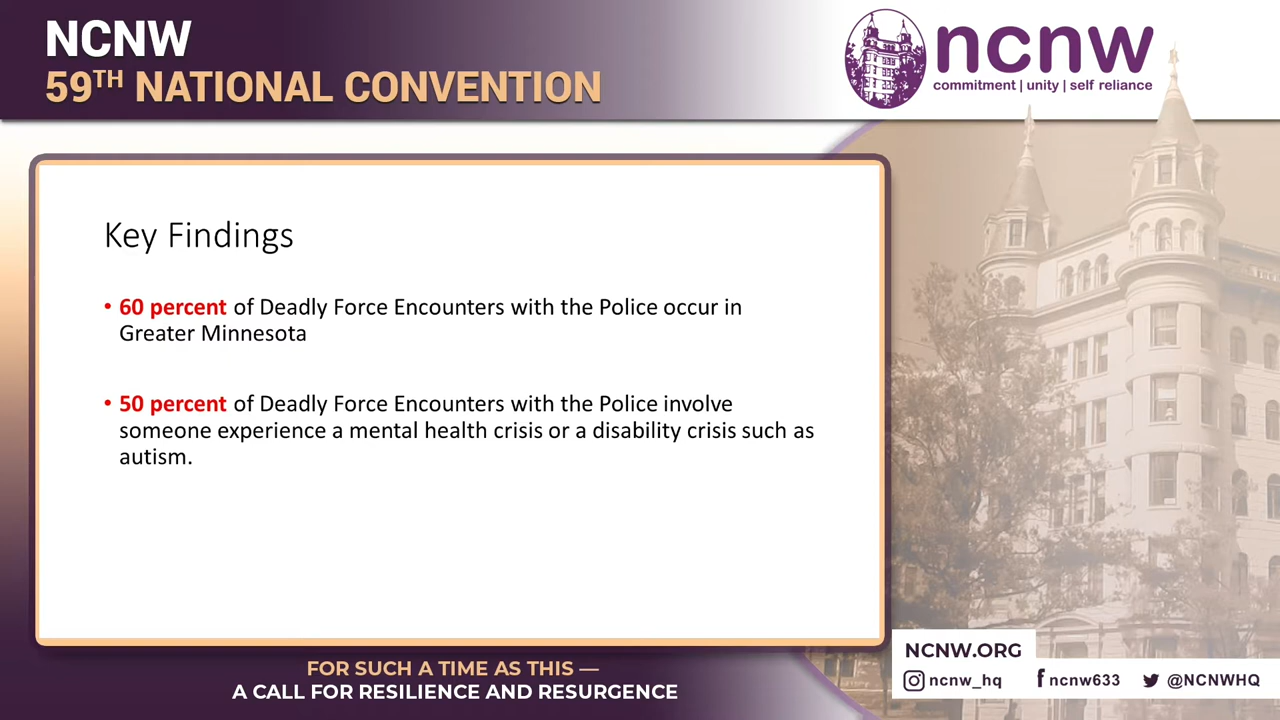 NCNW
59TH NATIONAL CONVENTION
ncnw
commitment | unity | self reliance
Key Findings
• 60 percent of Deadly Force Encounters with the Police occur in
Greater Minnesota
• 50 percent of Deadly Force Encounters with the Police involve
someone experience a mental health crisis or a disability crisis such as
autism.
FOR SUCH A TIME AS THIS —
A CALL FOR RESILIENCE AND RESURGENCE
NCNW.ORG
ncnw_hq f ncnw633 @NCNWHQ